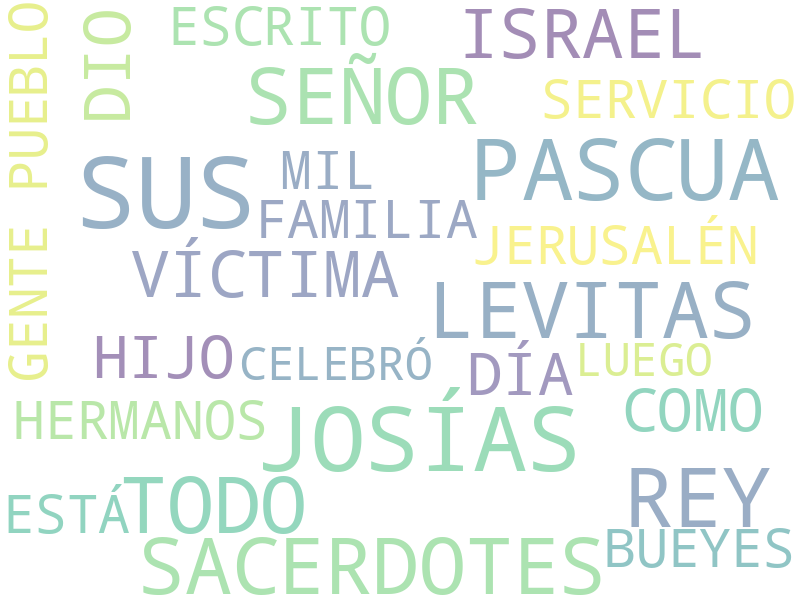 ESCRITO
ISRAEL
DIO
SEÑOR
SERVICIO
PUEBLO
PASCUA
SUS
MIL
FAMILIA
JERUSALÉN
VÍCTIMA
GENTE
LEVITAS
HIJO
CELEBRÓ
DÍA
LUEGO
HERMANOS
JOSÍAS
COMO
ESTÁ
TODO
REY
SACERDOTES
BUEYES